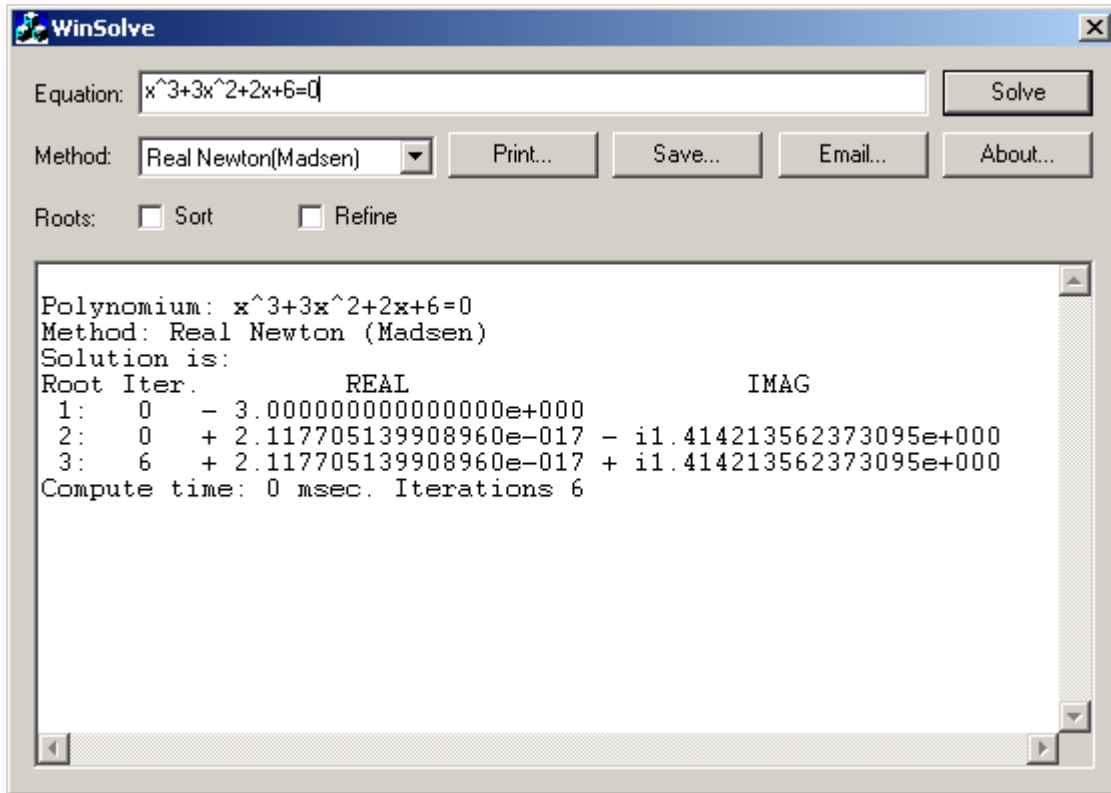 WinSolve
Equation: x^3+3x^2+2x+6=0 Solve
Method: Real Newton(Madsen) Print... Save... Email... About...
Roots: Sort Refine
Polynomium: x^3+3x^2+2x+6=0
Method: Real Newton (Madsen)
Solution is:
Root Iter. REAL IMAG
1: 0 - 3.000000000000000e+000
2: 0 + 2.117705139908960e-017 - i1.414213562373095e+000
3: 6 + 2.117705139908960e-017 + i1.414213562373095e+000
Compute time: 0 msec. Iterations 6